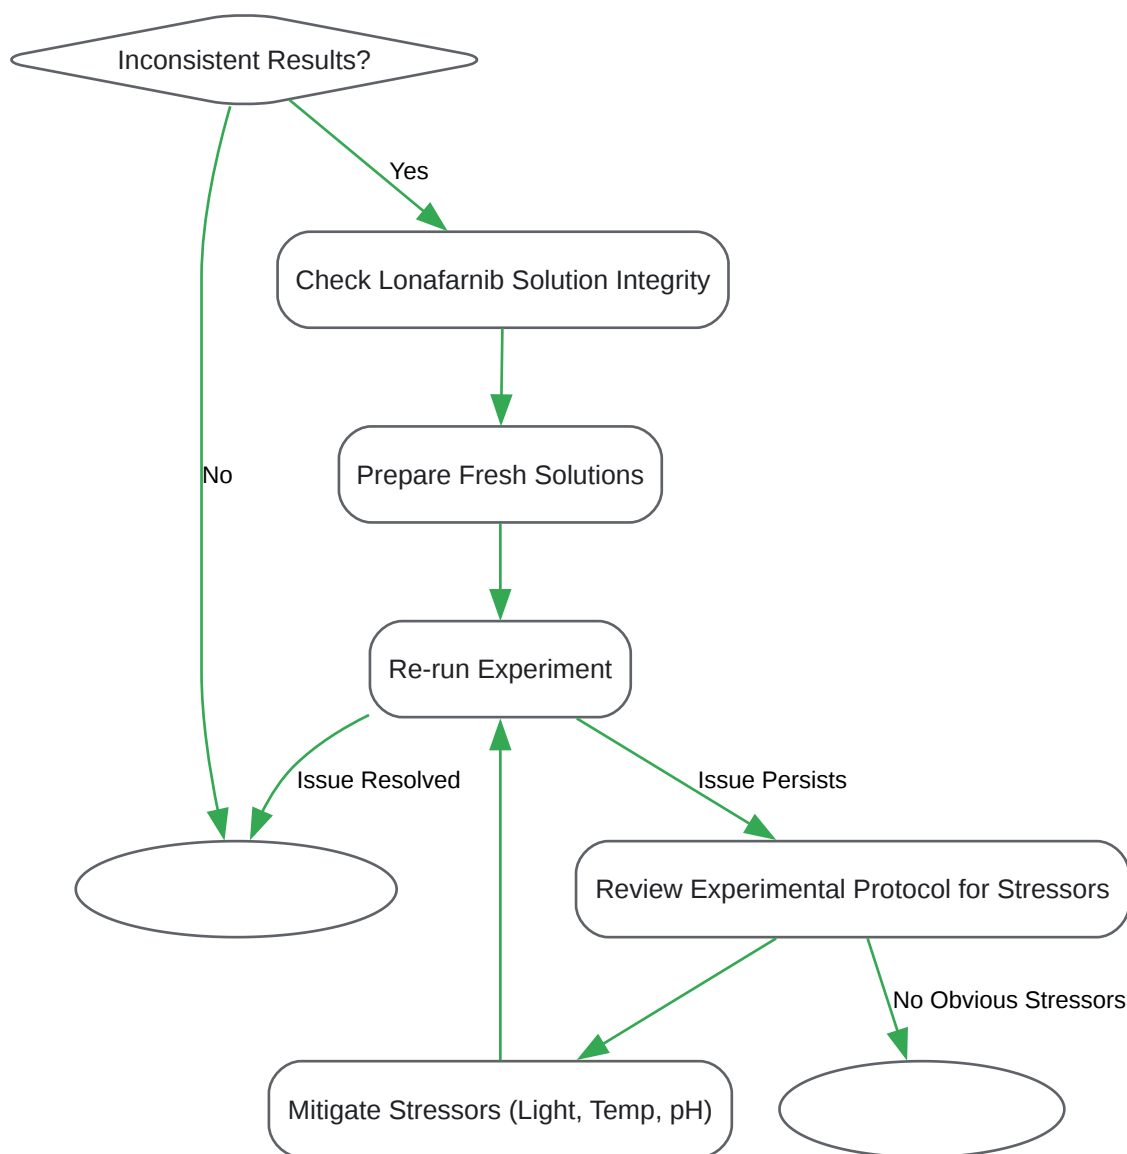 Inconsistent Results?
Yes
Check Lonafarnib Solution Integrity
Prepare Fresh Solutions
No
Re-run Experiment
Issue Resolved
Issue Persists
Review Experimental Protocol for Stressors
No Obvious Stressors
Mitigate Stressors (Light, Temp, pH)